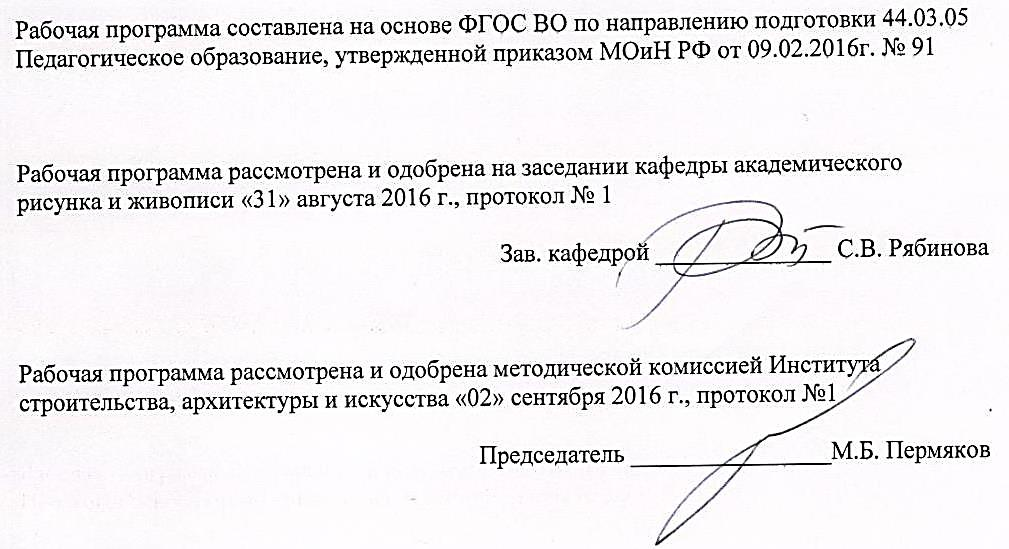 Рабочая программа составлена на основе ФГОС ВО по направлению подготовки 44.03.05
Педагогическое образование, утвержденной приказом МОиН РФ от 09.02.2016г. № 91
Рабочая программа рассмотрена и одобрена на заседании кафедры академического
рисунка и живописи «31» августа 2016 г., протокол № 1
Зав. кафедрой ______________ С.В. Рябинова
Рабочая программа рассмотрена и одобрена методической комиссией Института
строительства, архитектуры и искусства «02» сентября 2016 г., протокол №1
Председатель ________________М.Б. Пермяков